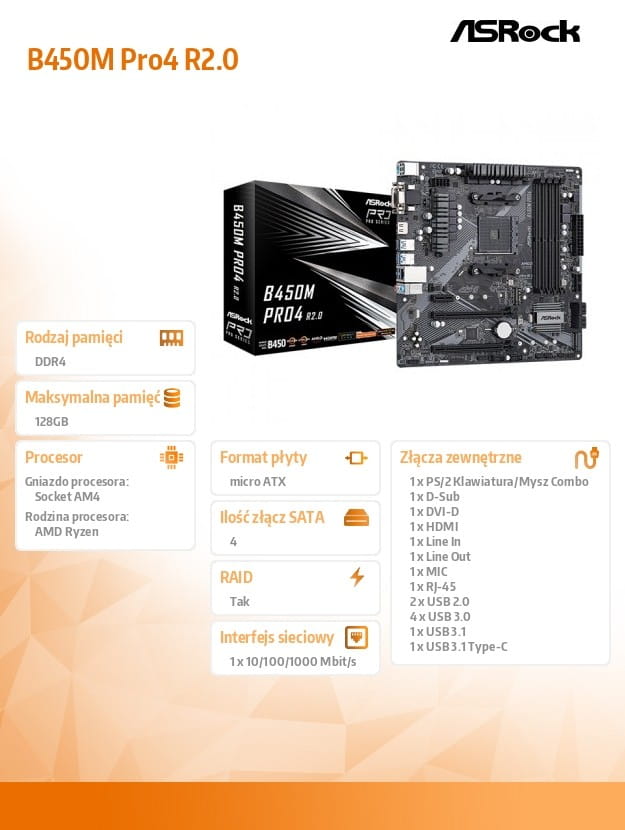 ASRock
B450M Pro4 R2.0
B450M PRO4 R2.0
ASRock
PRO SERIES
B450M
PRO4 R2.0
ASRock
B450
ASRock
Rodzaj pamięci
DDR4
Maksymalna pamięć
128GB
Procesor
Gniazdo procesora:
Socket AM4
Rodzina procesora:
AMD Ryzen
Format płyty
micro ATX
Ilość złącz SATA
4
RAID
Tak
Interfejs sieciowy
1 x 10/100/1000 Mbit/s
Złącza zewnętrzne
1 x PS/2 Klawiatura/Mysz Combo
1 x D-Sub
1 x DVI-D
1 x HDMI
1 x Line In
1 x Line Out
1 x MIC
1 x RJ-45
2 x USB 2.0
4 x USB 3.0
1 x USB 3.1
1 x USB 3.1 Type-C